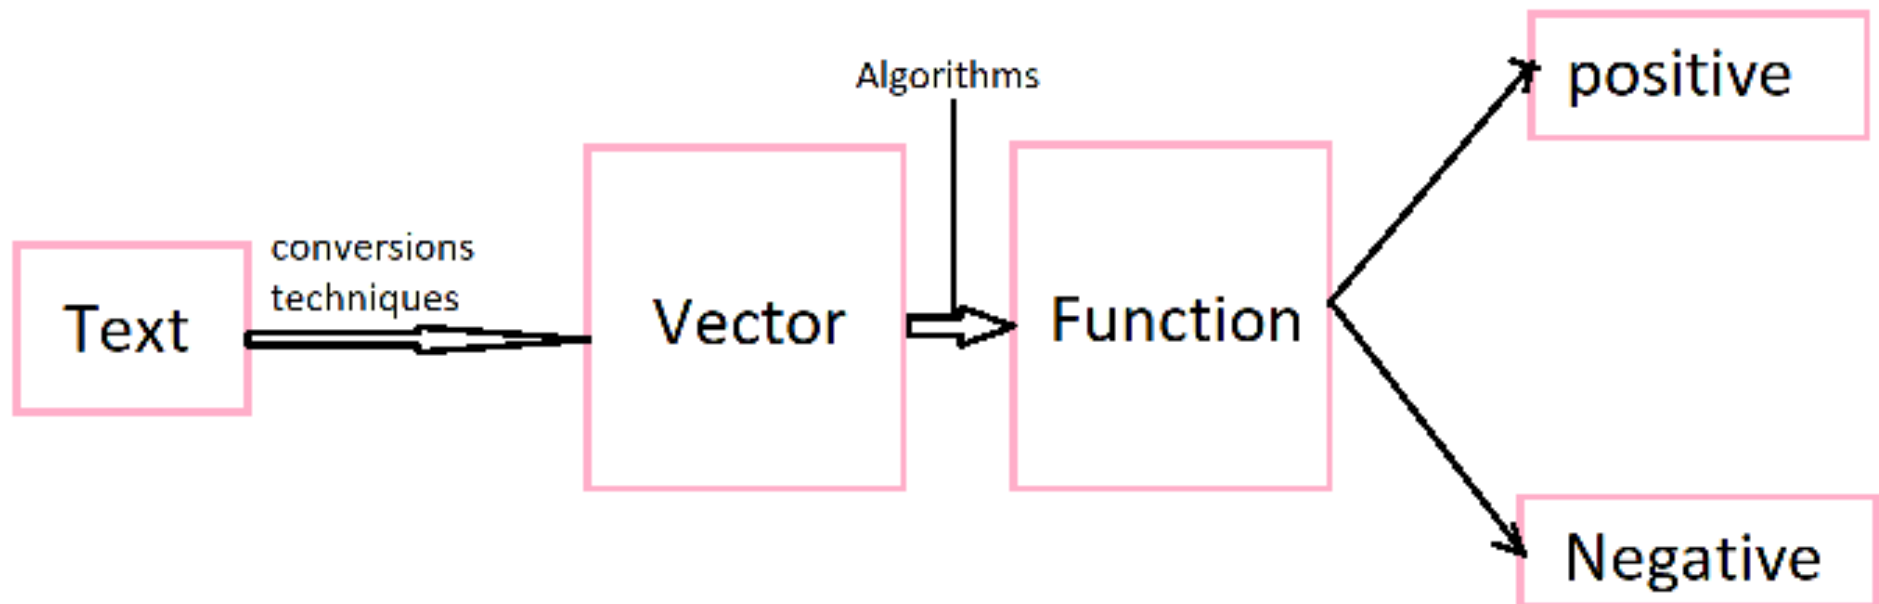 Text
conversions
techniques
Vector
Algorithms
Function
positive
Negative